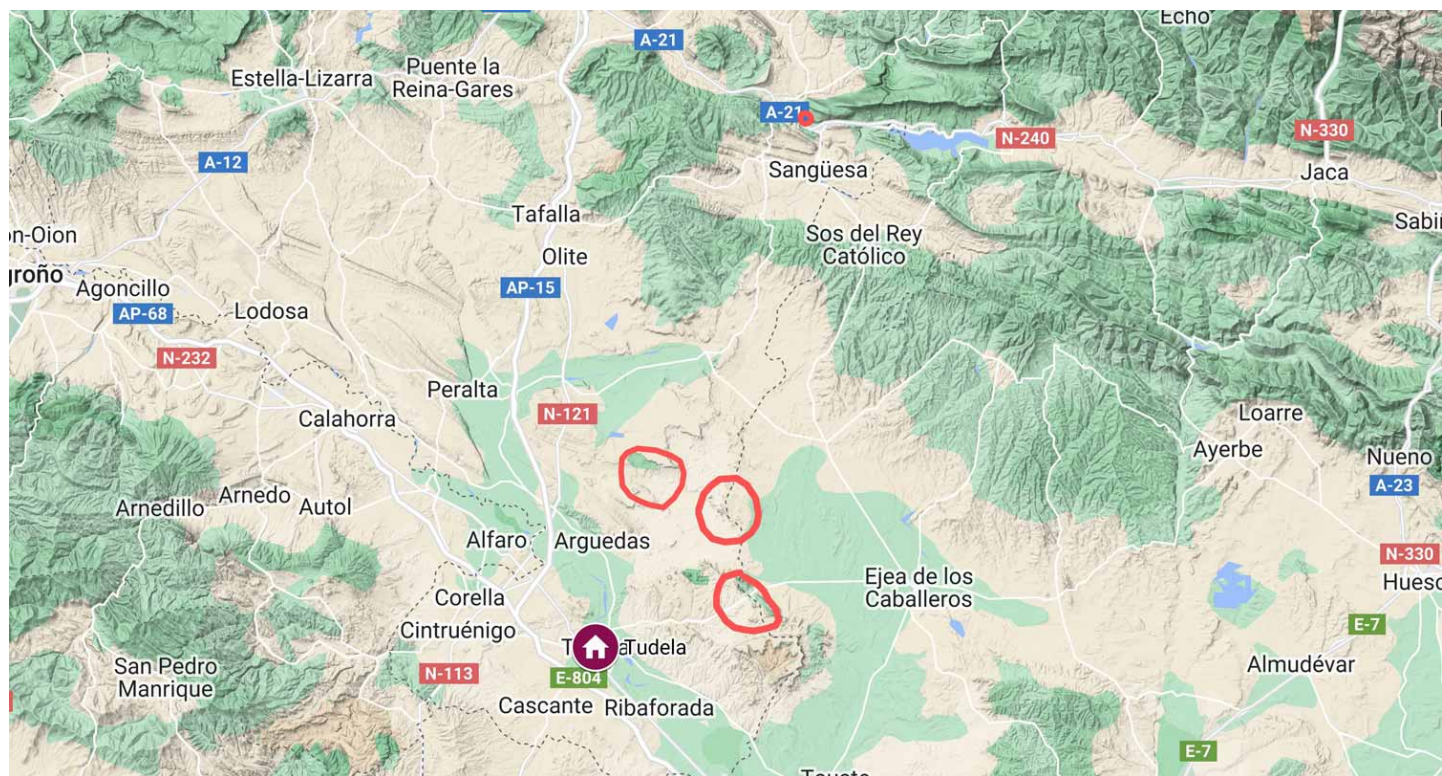 Echo
A-21
Puente la
Reina-Gares
Estella-Lizarra
A-21
N-240
N-330
A-12
Sangüesa
Jaca
Tafalla
on-Oion
Sos del Rey
Católico
Sabiñ
Olite
groño
Agoncillo
AP-15
AP-68
Lodosa
N-232
Peralta
N-121
Calahorra
Loarre
Ayerbe
Nueno
A-23
Arnedillo
Arnedo
Autol
Alfaro
Arguedas
N-330
Ejea de los
Caballeros
Huesc
Corella
Cintruénigo
E-7
Tudela
San Pedro
Manrique
N-113
E-804
Almudévar
Cascante
Ribaforada
E-7